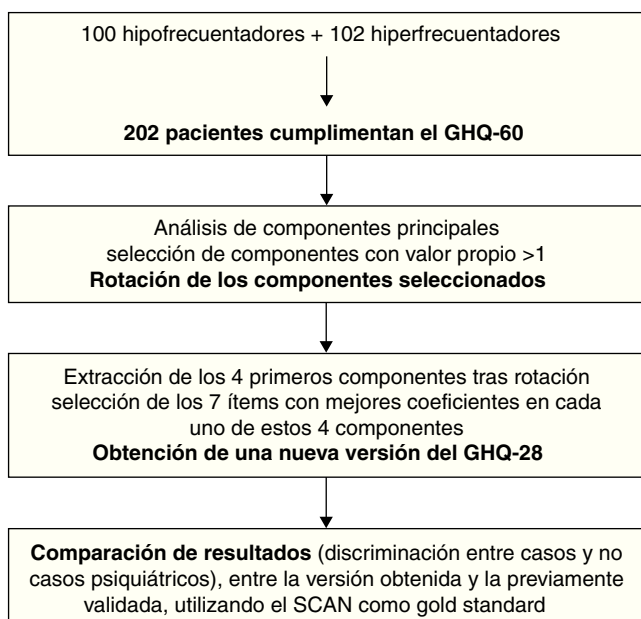 100 hipofrecuentadores + 102 hiperfrecuentadores
202 pacientes cumplimentan el GHQ-60
Análisis de componentes principales
selección de componentes con valor propio >1
Rotación de los componentes seleccionados
Extracción de los 4 primeros componentes tras rotación
selección de los 7 ítems con mejores coeficientes en cada
uno de estos 4 componentes
Obtención de una nueva versión del GHQ-28
Comparación de resultados (discriminación entre casos y no
casos psiquiátricos), entre la versión obtenida y la previamente
validada, utilizando el SCAN como gold standard